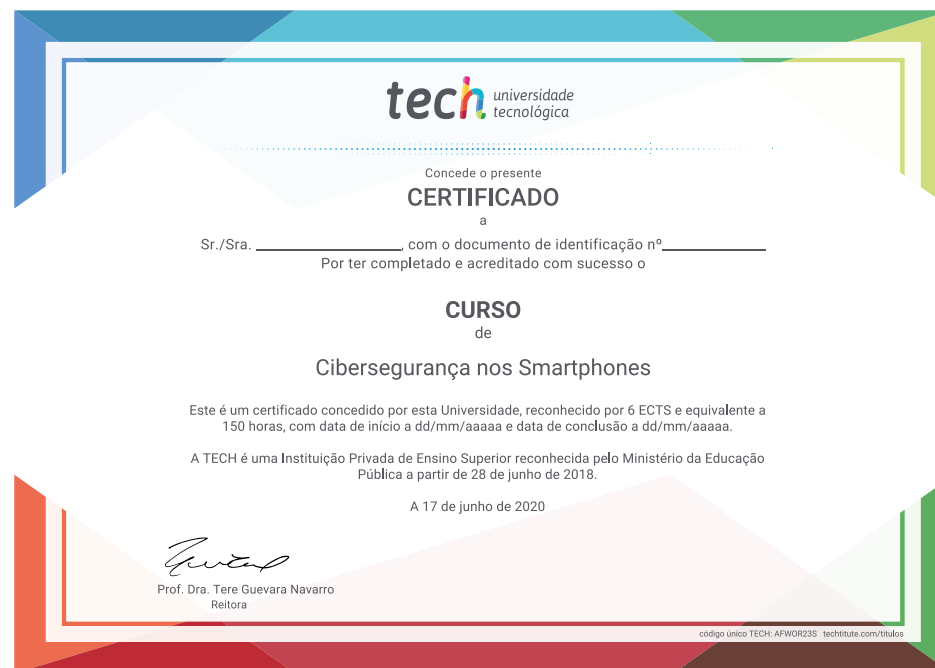 tech universidade
tecnológica
Concede o presente
CERTIFICADO
a
Sr./Sra. ____________________, com o documento de identificação nº______________
Por ter completado e acreditado com sucesso o
CURSO
de
Cibersegurança nos Smartphones
Este é um certificado concedido por esta Universidade, reconhecido por 6 ECTS e equivalente a
150 horas, com data de início a dd/mm/aaaaa e data de conclusão a dd/mm/aaaaa.
A TECH é uma Instituição Privada de Ensino Superior reconhecida pelo Ministério da Educação
Pública a partir de 28 de junho de 2018.
A 17 de junho de 2020
Prof. Dra. Tere Guevara Navarro
Reitora
código único TECH: AFWOR23S techtitute.com/titulos